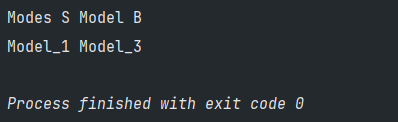 Modes S Model B
Model_1 Model_3
Process finished with exit code 0